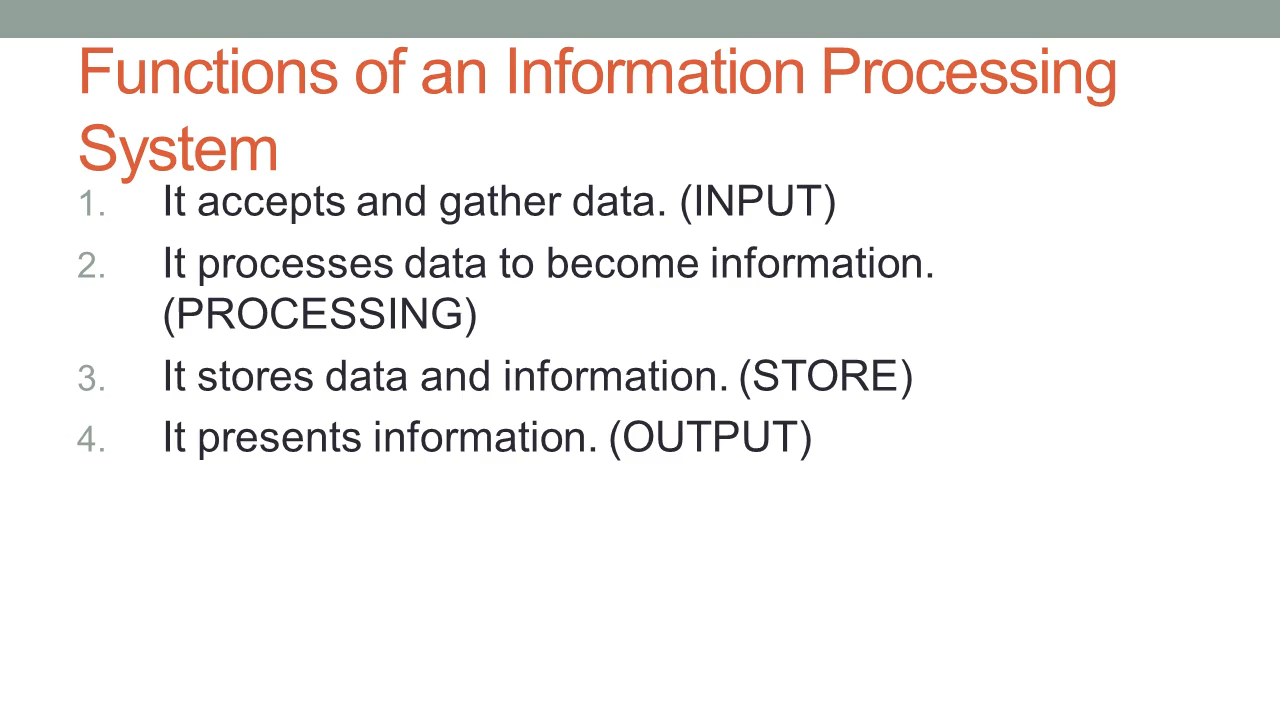 Functions of an Information Processing
System
1. It accepts and gather data. (INPUT)
2. It processes data to become information.
(PROCESSING)
3. It stores data and information. (STORE)
4. It presents information. (OUTPUT)